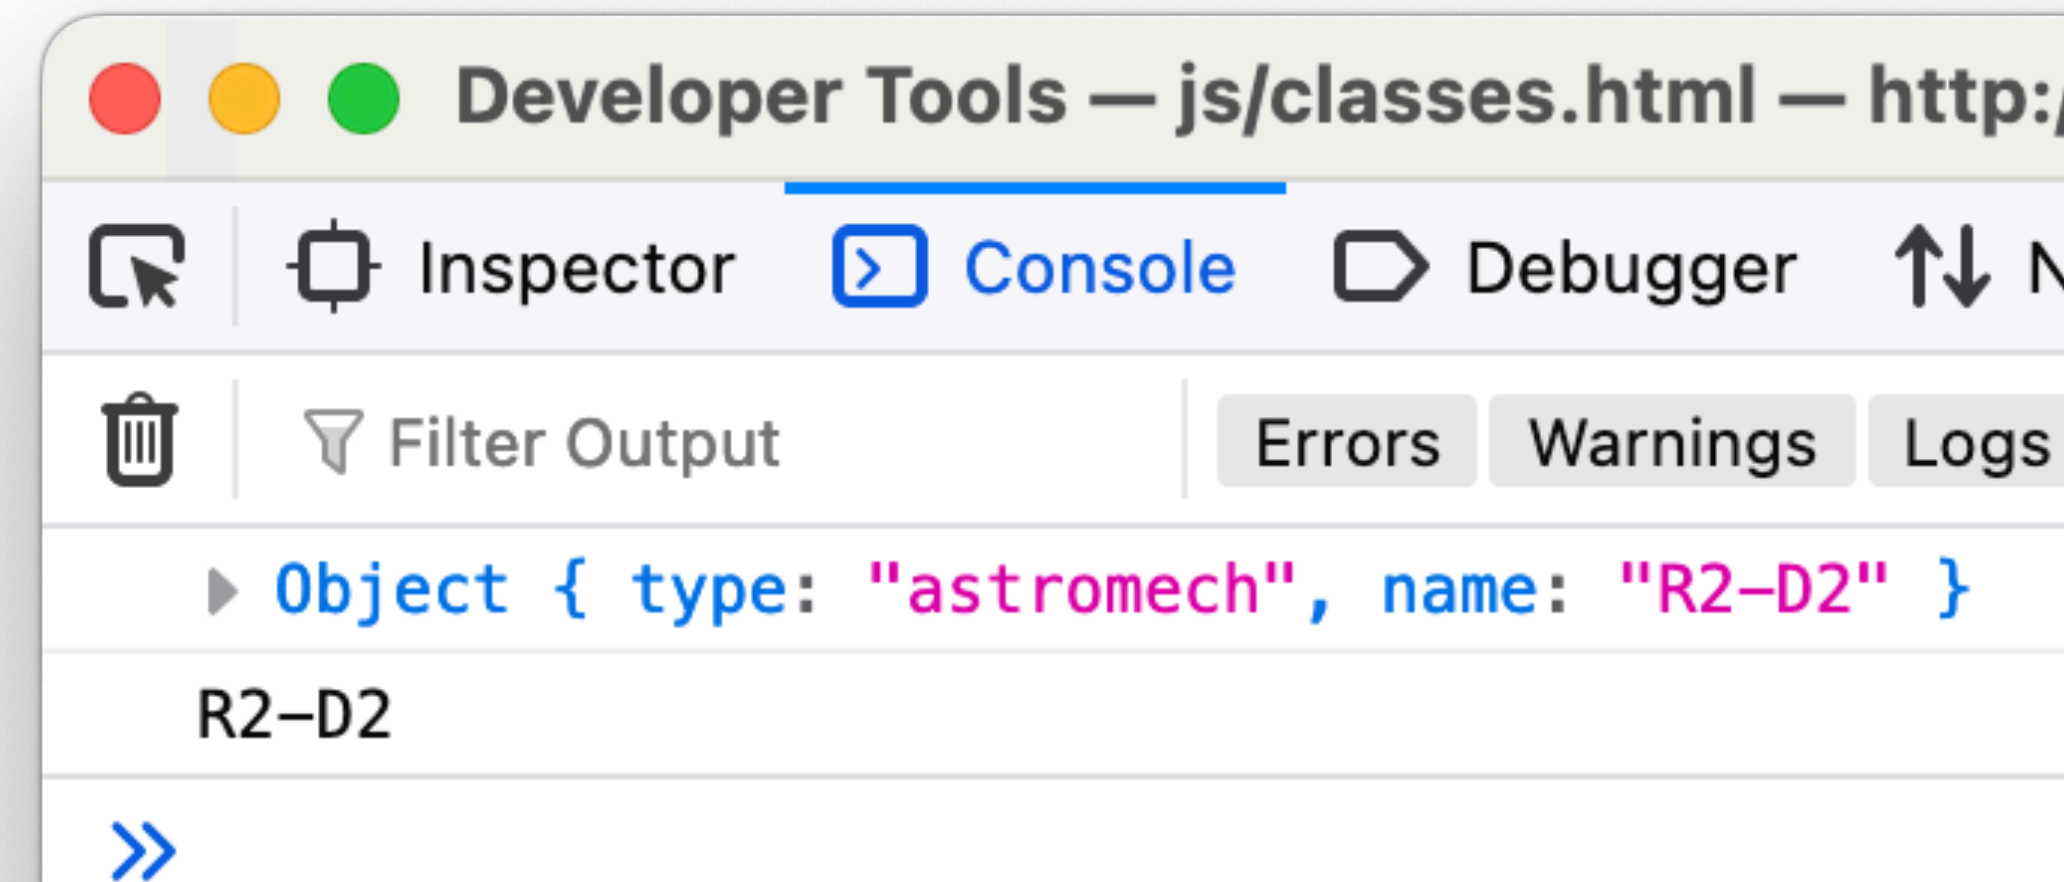 Developer Tools — js/classes.html — http:/
Inspector Console Debugger
Filter Output Errors Warnings Logs
Object { type: "astromech", name: "R2-D2" }
R2-D2